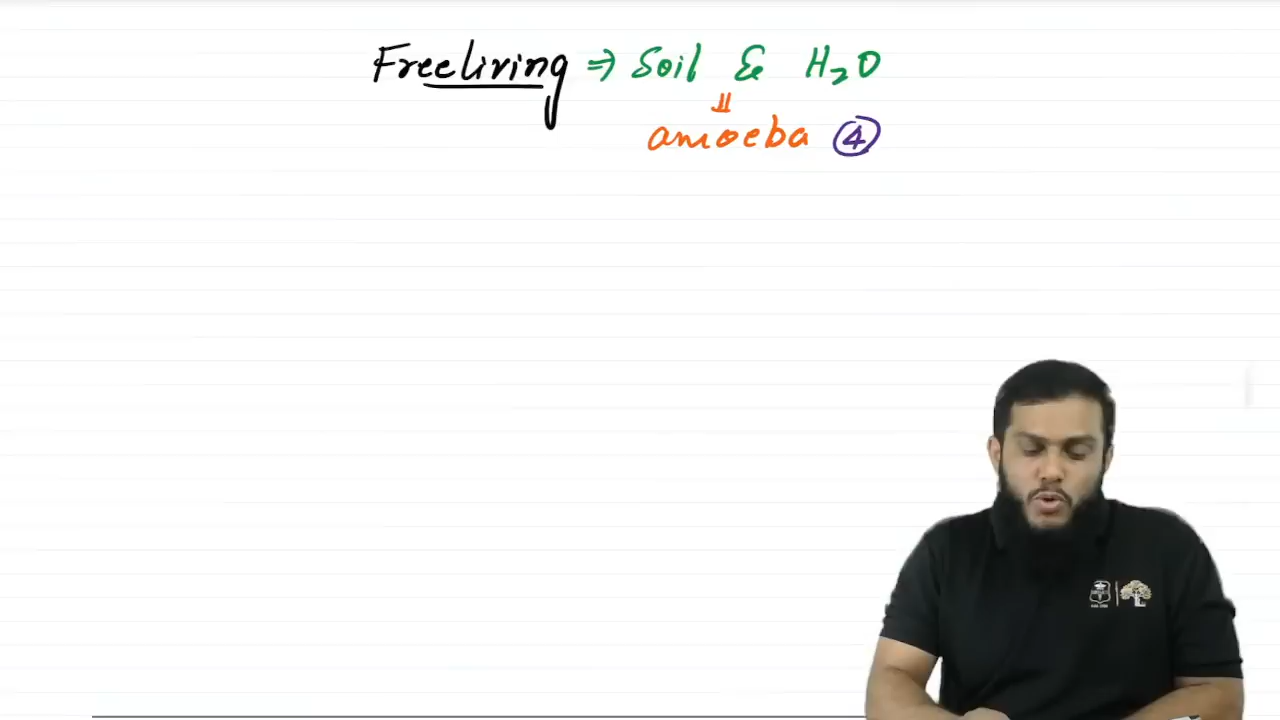 Freeliving ⇒ Soil & H₂O
⇓
amoeba ④